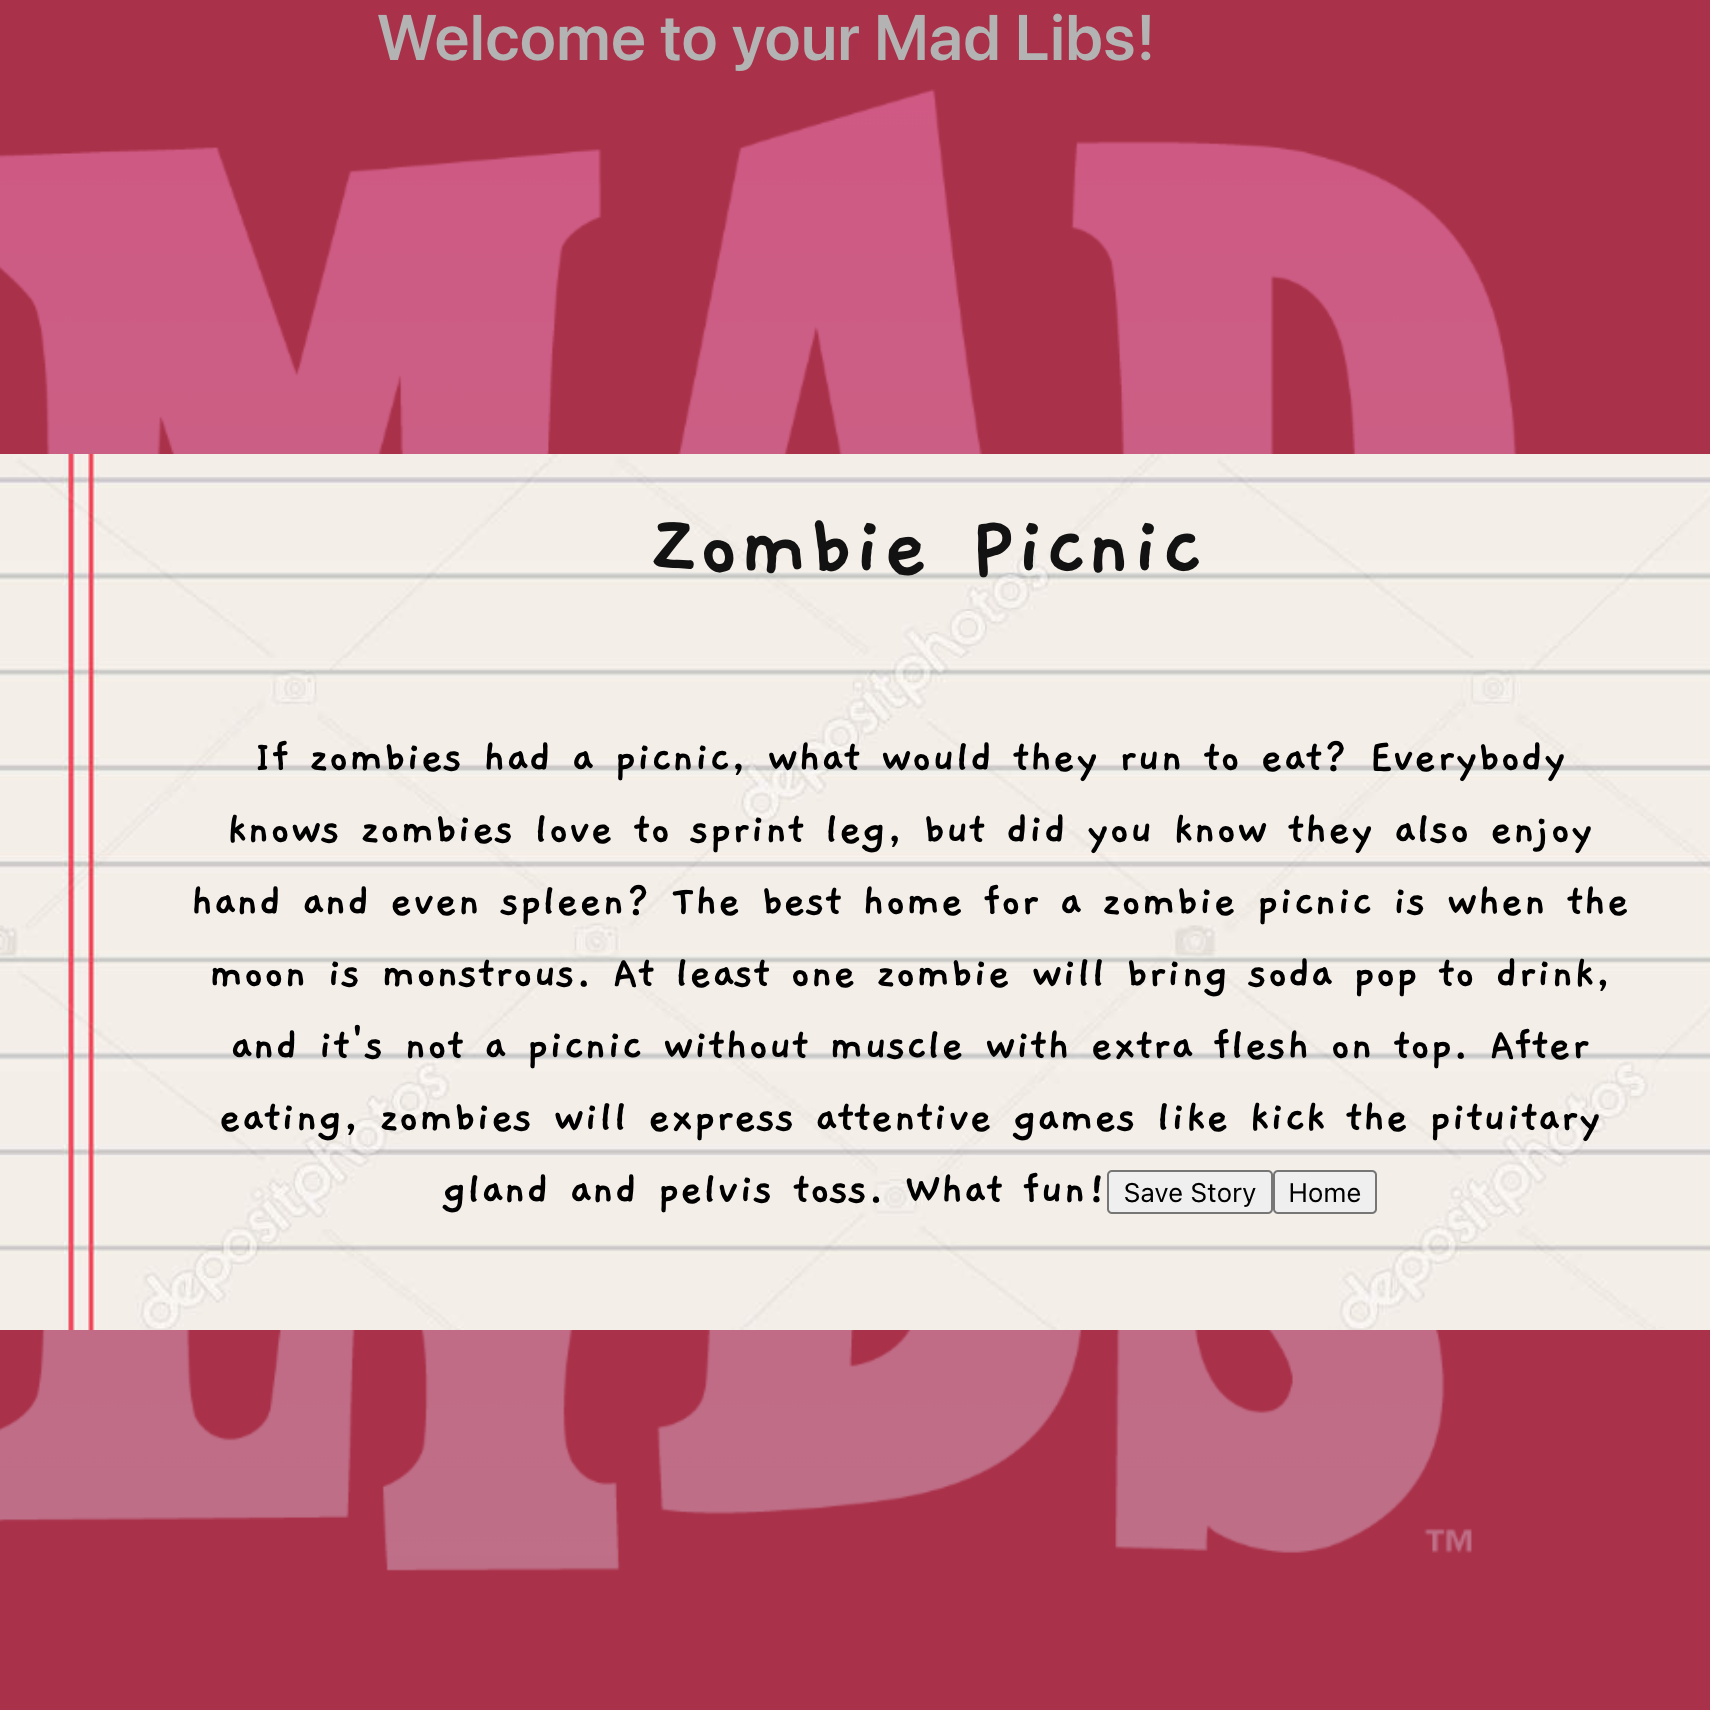 Welcome to your Mad Libs!
MAD
Zombie Picnic
If zombies had a picnic, what would they run to eat? Everybody
knows zombies love to sprint leg, but did you know they also enjoy
hand and even spleen? The best home for a zombie picnic is when the
moon is monstrous. At least one zombie will bring soda pop to drink,
and it's not a picnic without muscle with extra flesh on top. After
eating, zombies will express attentive games like kick the pituitary
gland and pelvis toss. What fun! Save Story Home
depositphotos
depositphotos
depositphotos
LIBS
TM